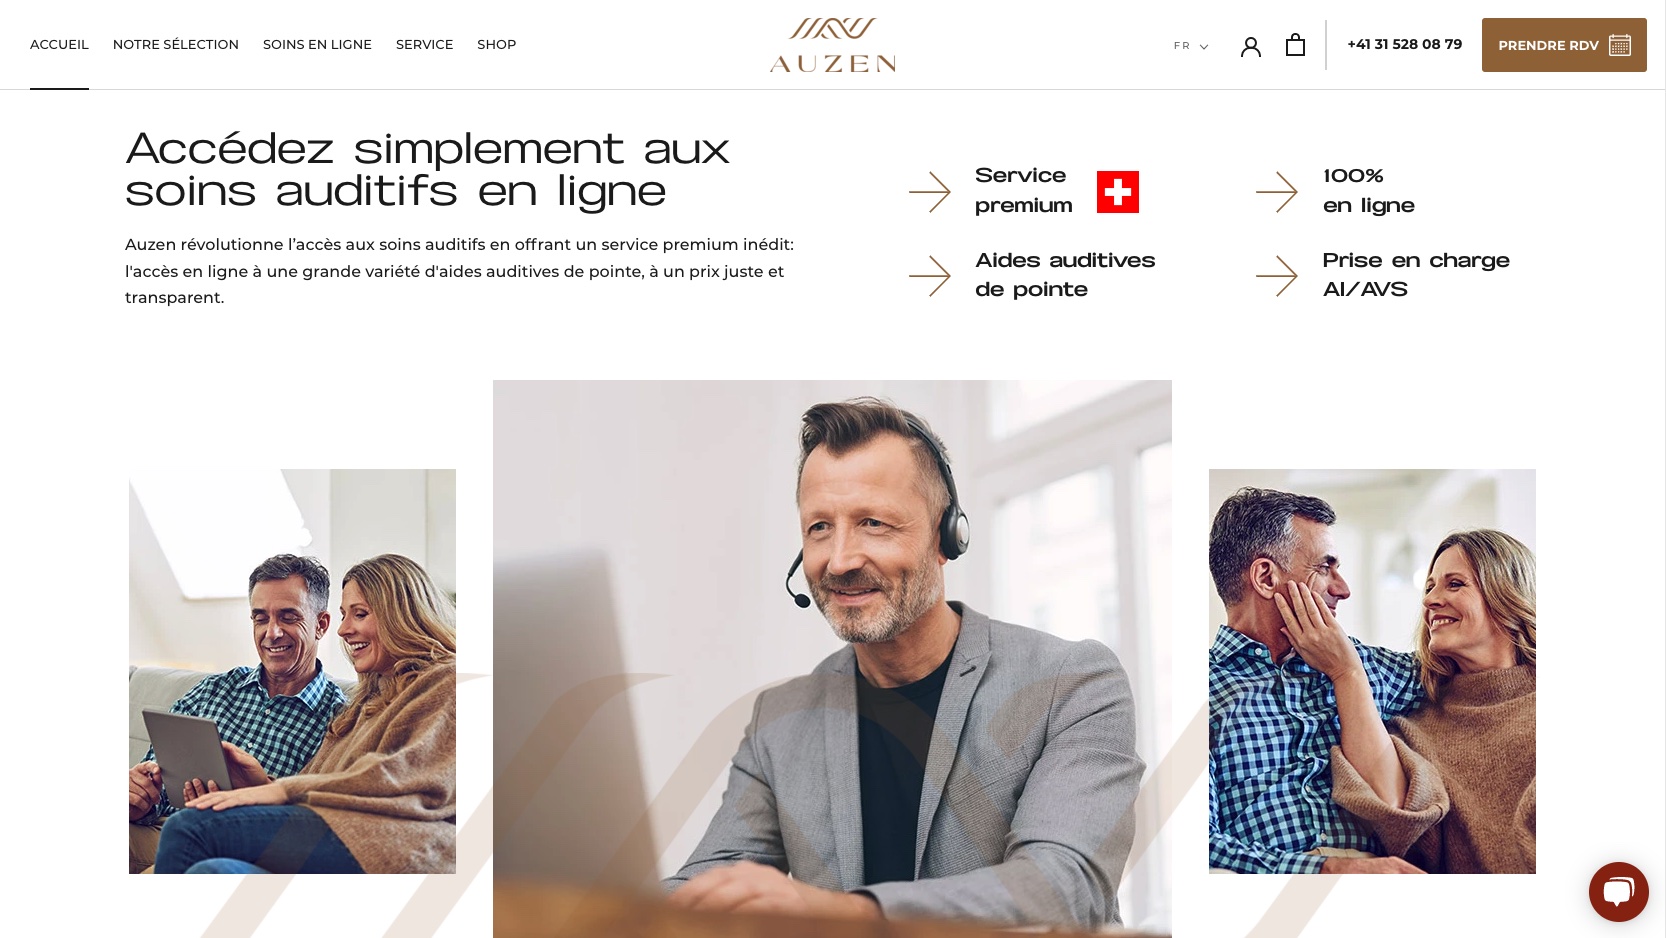 ACCUEIL
NOTRE SÉLECTION
SOINS EN LIGNE
SERVICE
SHOP
AUZEN
FR
+41 31 528 08 79
PRENDRE RDV
Accédez simplement aux
soins auditifs en ligne
Auzen révolutionne l’accès aux soins auditifs en offrant un service premium inédit:
l'accès en ligne à une grande variété d'aides auditives de pointe, à un prix juste et
transparent.
Service
premium
100%
en ligne
Aides auditives
de pointe
Prise en charge
AI/AVS